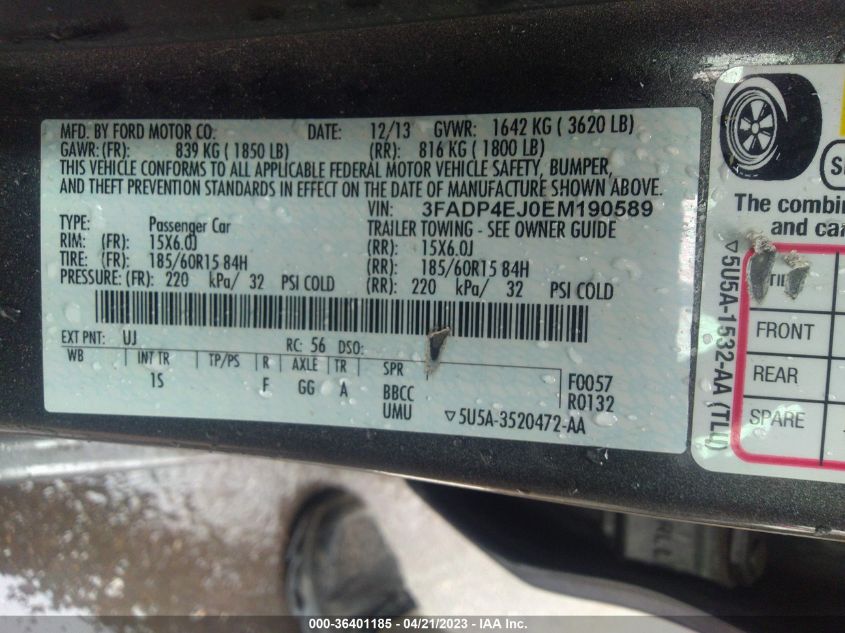 MFD. BY FORD MOTOR CO. DATE: 12/13 GVWR: 1642 KG ( 3620 LB)
GAWR:(FR): 839 KG ( 1850 LB) (RR): 816 KG ( 1800 LB)
THIS VEHICLE CONFORMS TO ALL APPLICABLE FEDERAL MOTOR VEHICLE SAFETY, BUMPER,
AND THEFT PREVENTION STANDARDS IN EFFECT ON THE DATE OF MANUFACTURE SHOWN ABOVE.
VIN: 3FADP4EJ0EM190589
TYPE: Passenger Car TRAILER TOWING - SEE OWNER GUIDE
RIM: (FR): 15X6.0J (RR): 15X6.0J
TIRE: (FR): 185/60R15 84H (RR): 185/60R15 84H
PRESSURE: (FR): 220 kPa/ 32 PSI COLD (RR): 220 kPa/ 32 PSI COLD
EXT PNT: UJ RC: 56 DSO:
WB INT TR TP/PS R AXLE TR SPR
1S F GG A BBCC
UMU
F0057
R0132
▽5U5A-3520472-AA
The combin
and car
▽5U5A-1532-AA (TLU)
FRONT
REAR
SPARE
000-36401185 - 04/21/2023 - IAA Inc.